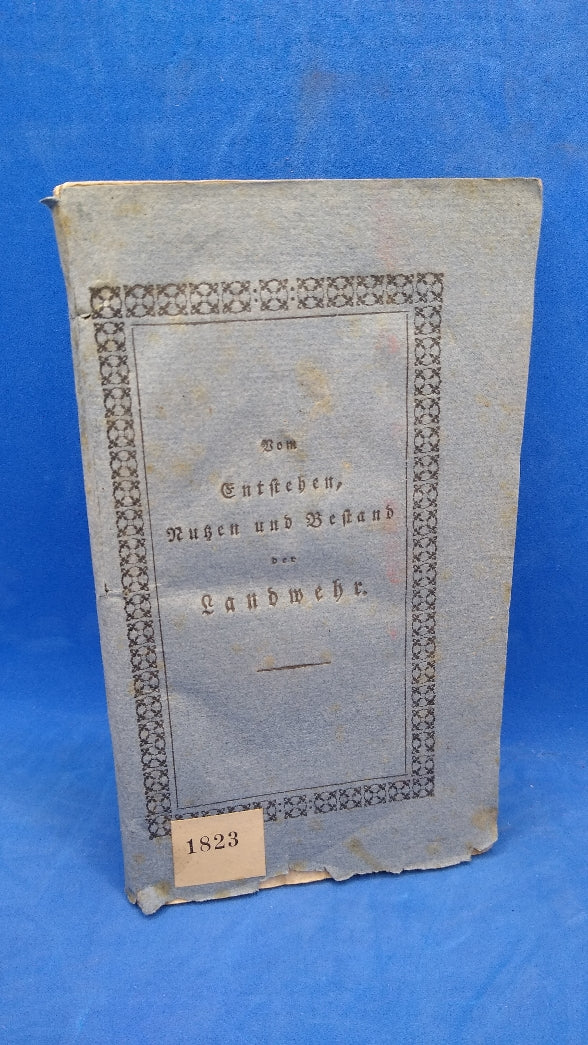 Vom
Entſtehen,
Nutzen und Beſtand
der
Landwehr.
1823